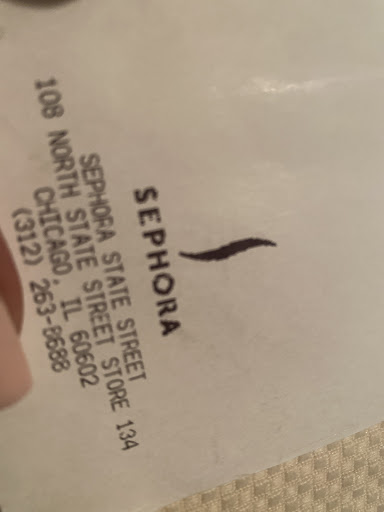 SEPHORA
SEPHORA STATE STREET
108 NORTH STATE STREET STORE 134
CHICAGO, IL 60602
(312) 263-8688